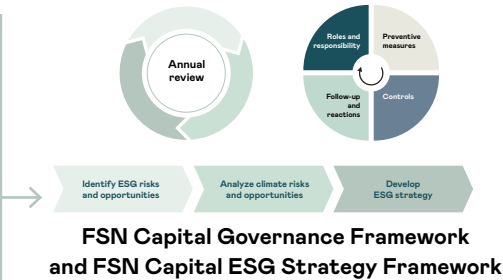 Annual
review
Roles and
responsibility
Preventive
measures
Follow-up
and
reactions
Controls
Identify ESG risks
and opportunities
Analyze climate risks
and opportunities
Develop
ESG strategy
FSN Capital Governance Framework
and FSN Capital ESG Strategy Framework